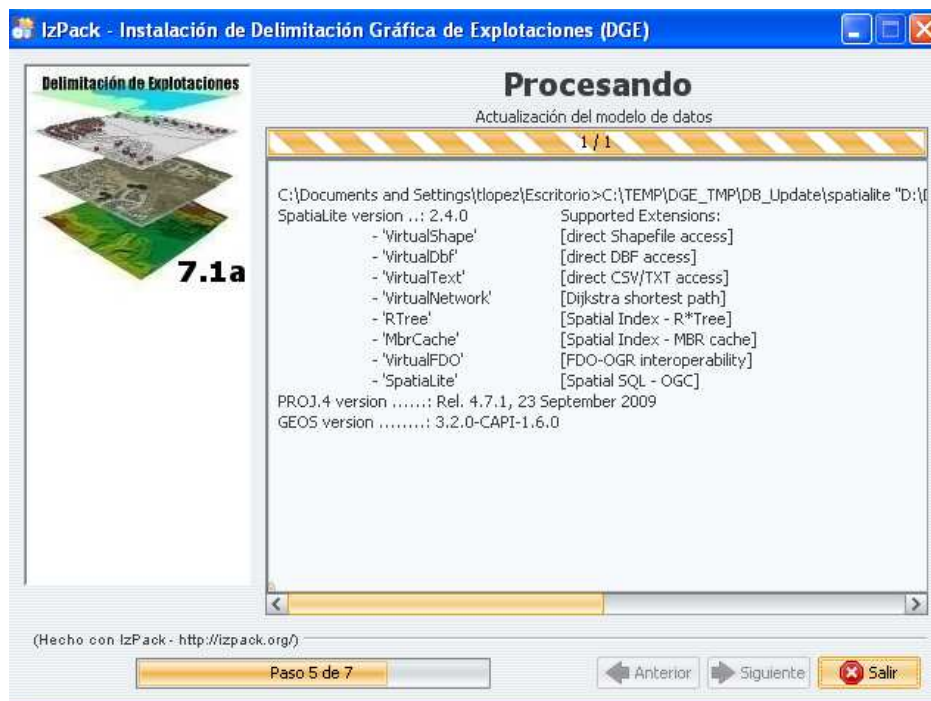 IzPack - Instalación de Delimitación Gráfica de Explotaciones (DGE)
Delimitación de Explotaciones
7.1a
Procesando
Actualización del modelo de datos
1 / 1
C:\Documents and Settings\tlopez\Escritorio>C:\TEMP\DGE_TMP\DB_Update\spatialite "D:\
SpatiaLite version ..: 2.4.0 Supported Extensions:
- 'VirtualShape' [direct Shapefile access]
- 'VirtualDbf' [direct DBF access]
- 'VirtualText' [direct CSV/TXT access]
- 'VirtualNetwork' [Dijkstra shortest path]
- 'RTree' [Spatial Index - R*Tree]
- 'MbrCache' [Spatial Index - MBR cache]
- 'VirtualFDO' [FDO-OGR interoperability]
- 'SpatiaLite' [Spatial SQL - OGC]
PROJ.4 version ......: Rel. 4.7.1, 23 September 2009
GEOS version ........: 3.2.0-CAPI-1.6.0
(Hecho con IzPack - http://izpack.org/)
Paso 5 de 7
Anterior
Siguiente
Salir